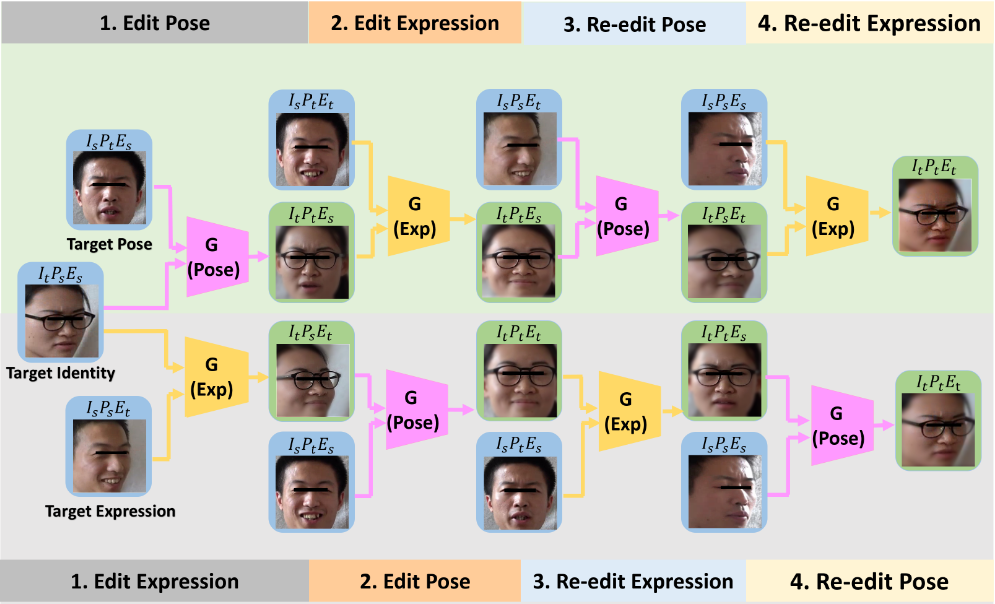 1. Edit Pose
2. Edit Expression
3. Re-edit Pose
4. Re-edit Expression
I_sP_tE_s
Target Pose
I_tP_sE_s
Target Identity
I_sP_sE_t
Target Expression
G
(Pose)
I_sP_tE_t
I_tP_tE_s
G
(Exp)
I_sP_sE_t
I_tP_tE_s
G
(Pose)
I_sP_sE_s
I_tP_sE_t
G
(Exp)
I_tP_tE_t
G
(Exp)
I_tP_sE_t
I_sP_tE_s
G
(Pose)
I_tP_tE_t
I_sP_tE_s
G
(Exp)
I_tP_tE_s
I_sP_sE_s
G
(Pose)
I_tP_tE_t
1. Edit Expression
2. Edit Pose
3. Re-edit Expression
4. Re-edit Pose